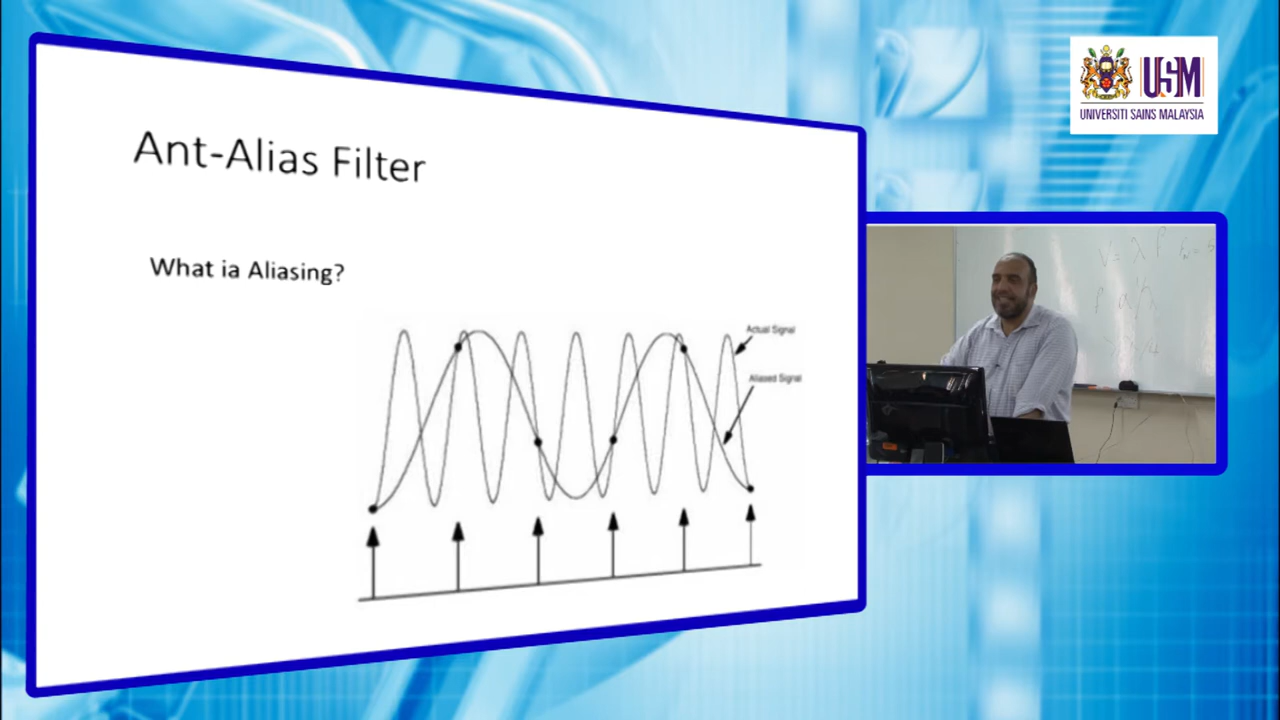 Ant-Alias Filter
What ia Aliasing?
Actual Signal
Aliased Signal
USM
UNIVERSITI SAINS MALAYSIA
V= λ f